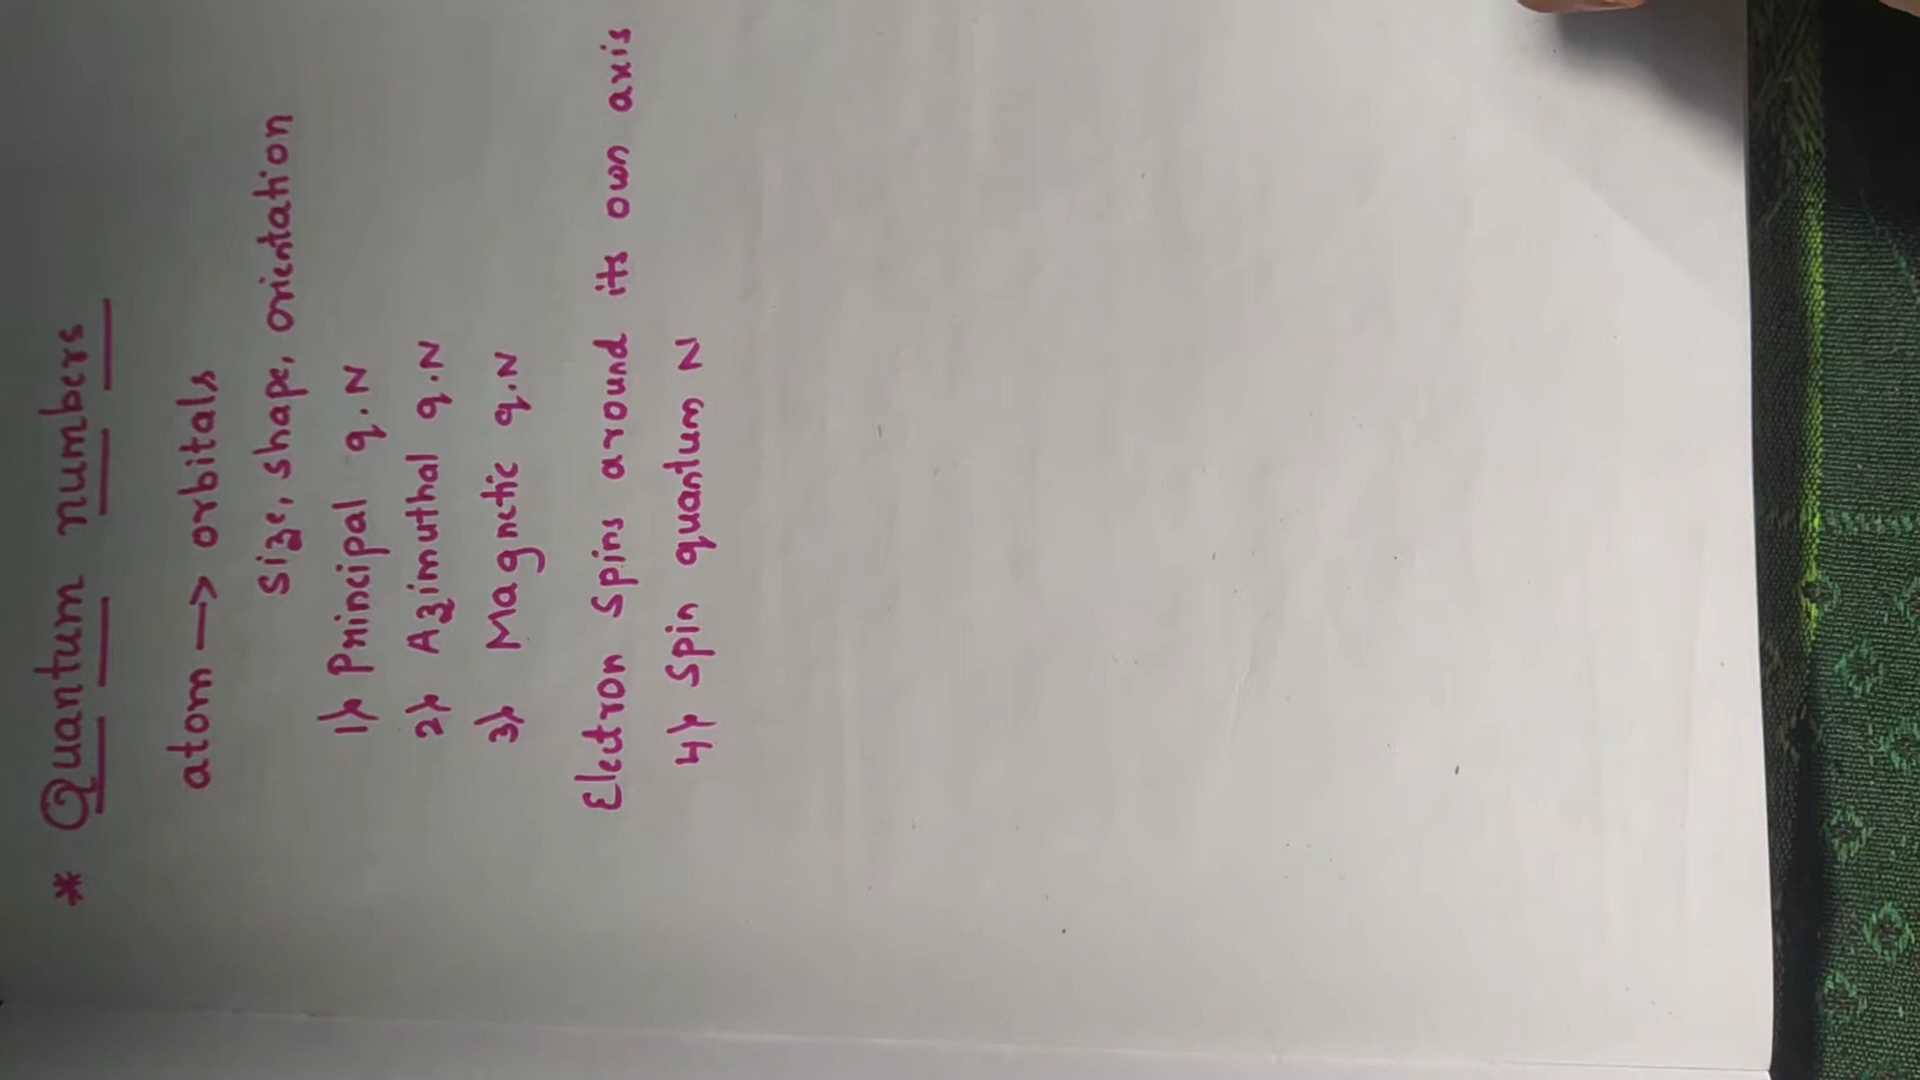 * Quantum numbers
atom → orbitals
size, shape, orientation
1) Principal q.N
2) Azimuthal q.N
3) Magnetic q.N
Electron spins around its own axis
4) Spin quantum N